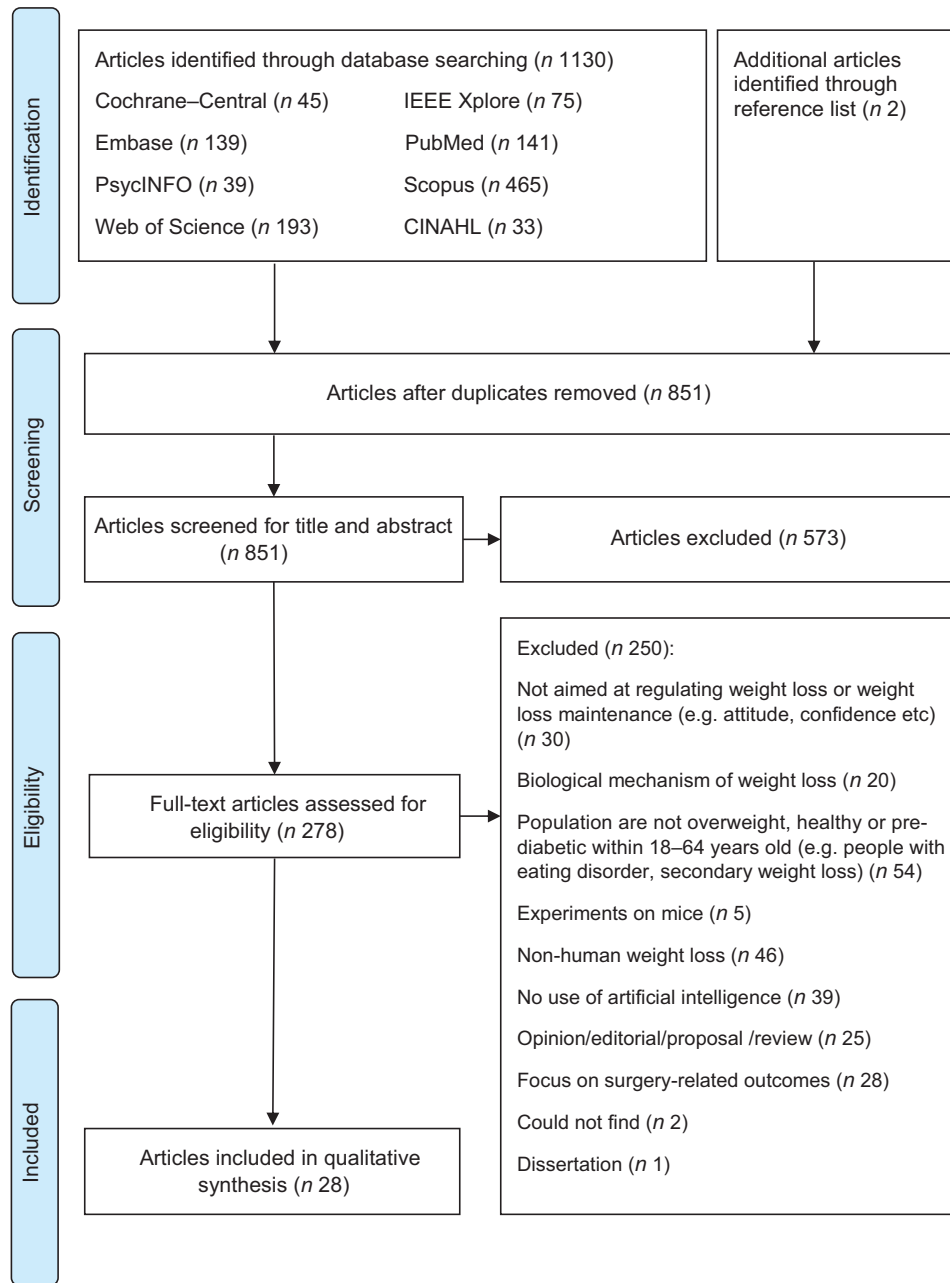 Identification
Articles identified through database searching (n 1130)
Cochrane–Central (n 45)
IEEE Xplore (n 75)
Embase (n 139)
PubMed (n 141)
PsycINFO (n 39)
Scopus (n 465)
Web of Science (n 193)
CINAHL (n 33)
Additional articles
identified through
reference list (n 2)
Screening
Articles after duplicates removed (n 851)
Articles screened for title and abstract
(n 851)
Articles excluded (n 573)
Eligibility
Full-text articles assessed for
eligibility (n 278)
Excluded (n 250):
Not aimed at regulating weight loss or weight
loss maintenance (e.g. attitude, confidence etc)
(n 30)
Biological mechanism of weight loss (n 20)
Population are not overweight, healthy or pre-
diabetic within 18–64 years old (e.g. people with
eating disorder, secondary weight loss) (n 54)
Experiments on mice (n 5)
Non-human weight loss (n 46)
No use of artificial intelligence (n 39)
Opinion/editorial/proposal /review (n 25)
Focus on surgery-related outcomes (n 28)
Could not find (n 2)
Dissertation (n 1)
Included
Articles included in qualitative
synthesis (n 28)